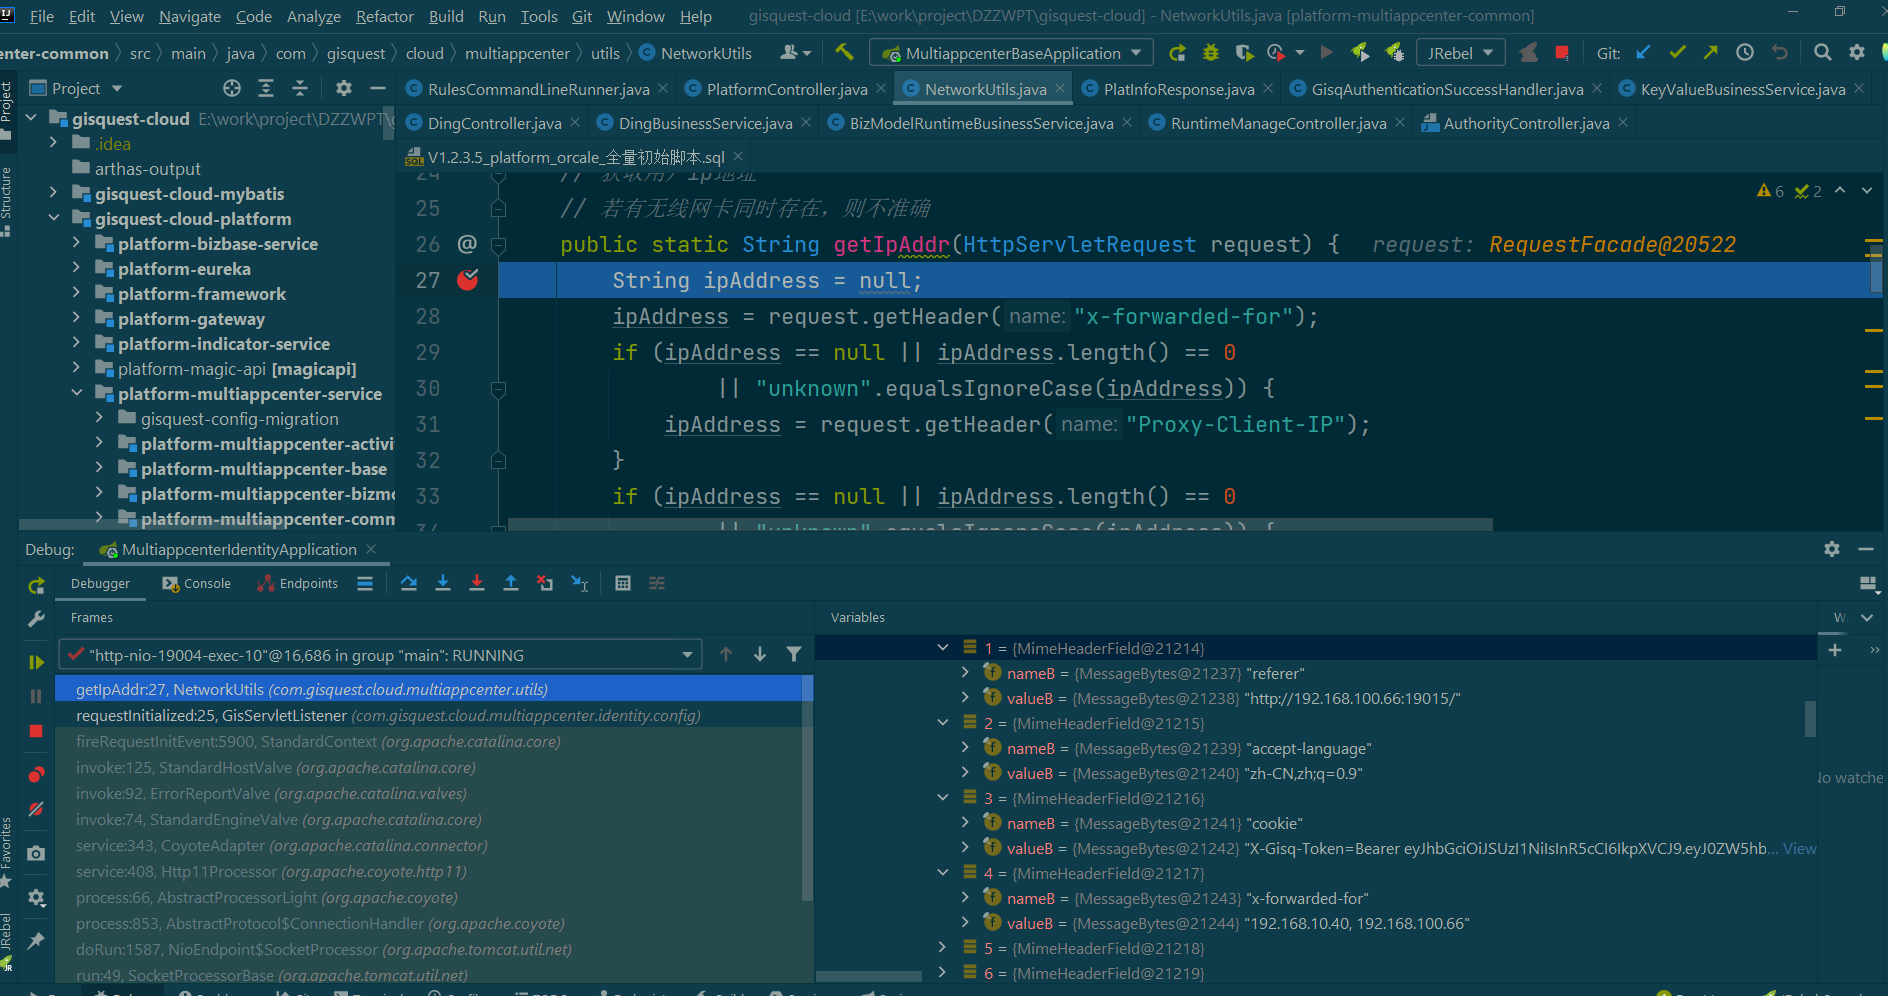 File Edit View Navigate Code Analyze Refactor Build Run Tools Git Window Help gisquest-cloud [E:\work\project\DZZWPT\gisquest-cloud] - NetworkUtils.java [platform-multiappcenter-common]
enter-common src main java com gisquest cloud multiappcenter utils NetworkUtils MultiappcenterBaseApplication JRebel Git:
Project
RulesCommandLineRunner.java PlatformController.java NetworkUtils.java PlatInfoResponse.java GisqAuthenticationSuccessHandler.java KeyValueBusinessService.java
DingController.java DingBusinessService.java BizModelRuntimeBusinessService.java RuntimeManageController.java AuthorityController.java
V1.2.3.5_platform_orcale_全量初始脚本.sql
Project
Structure
Favorites
JRebel
gisquest-cloud E:\work\project\DZZWPT\g
.idea
arthas-output
gisquest-cloud-mybatis
gisquest-cloud-platform
platform-bizbase-service
platform-eureka
platform-framework
platform-gateway
platform-indicator-service
platform-magic-api [magicapi]
platform-multiappcenter-service
gisquest-config-migration
platform-multiappcenter-activi
platform-multiappcenter-base
platform-multiappcenter-bizmo
platform-multiappcenter-comm
6 2
24 // 获取用户ip地址
25 // 若有无线网卡同时存在，则不准确
26 @ public static String getIpAddr(HttpServletRequest request) { request: RequestFacade@20522
27 String ipAddress = null;
28 ipAddress = request.getHeader( name: "x-forwarded-for");
29 if (ipAddress == null || ipAddress.length() == 0
30 || "unknown".equalsIgnoreCase(ipAddress)) {
31 ipAddress = request.getHeader( name: "Proxy-Client-IP");
32 }
33 if (ipAddress == null || ipAddress.length() == 0
34 || "unknown".equalsIgnoreCase(ipAddress)) {
Debug: MultiappcenterIdentityApplication
Debugger Console Endpoints
Frames
"http-nio-19004-exec-10"@16,686 in group "main": RUNNING
getIpAddr:27, NetworkUtils (com.gisquest.cloud.multiappcenter.utils)
requestInitialized:25, GisServletListener (com.gisquest.cloud.multiappcenter.identity.config)
fireRequestInitEvent:5900, StandardContext (org.apache.catalina.core)
invoke:125, StandardHostValve (org.apache.catalina.core)
invoke:92, ErrorReportValve (org.apache.catalina.valves)
invoke:74, StandardEngineValve (org.apache.catalina.core)
service:343, CoyoteAdapter (org.apache.catalina.connector)
service:408, Http11Processor (org.apache.coyote.http11)
process:66, AbstractProcessorLight (org.apache.coyote)
process:853, AbstractProtocol$ConnectionHandler (org.apache.coyote)
doRun:1587, NioEndpoint$SocketProcessor (org.apache.tomcat.util.net)
run:49, SocketProcessorBase (org.apache.tomcat.util.net)
Variables
1 = {MimeHeaderField@21214}
nameB = {MessageBytes@21237} "referer"
valueB = {MessageBytes@21238} "http://192.168.100.66:19015/"
2 = {MimeHeaderField@21215}
nameB = {MessageBytes@21239} "accept-language"
valueB = {MessageBytes@21240} "zh-CN,zh;q=0.9"
3 = {MimeHeaderField@21216}
nameB = {MessageBytes@21241} "cookie"
valueB = {MessageBytes@21242} "X-Gisq-Token=Bearer eyJhbGciOiJSUzI1NiIsInR5cCI6IkpXVCJ9.eyJ0ZW5hb... View
4 = {MimeHeaderField@21217}
nameB = {MessageBytes@21243} "x-forwarded-for"
valueB = {MessageBytes@21244} "192.168.10.40, 192.168.100.66"
5 = {MimeHeaderField@21218}
6 = {MimeHeaderField@21219}
W
No watche